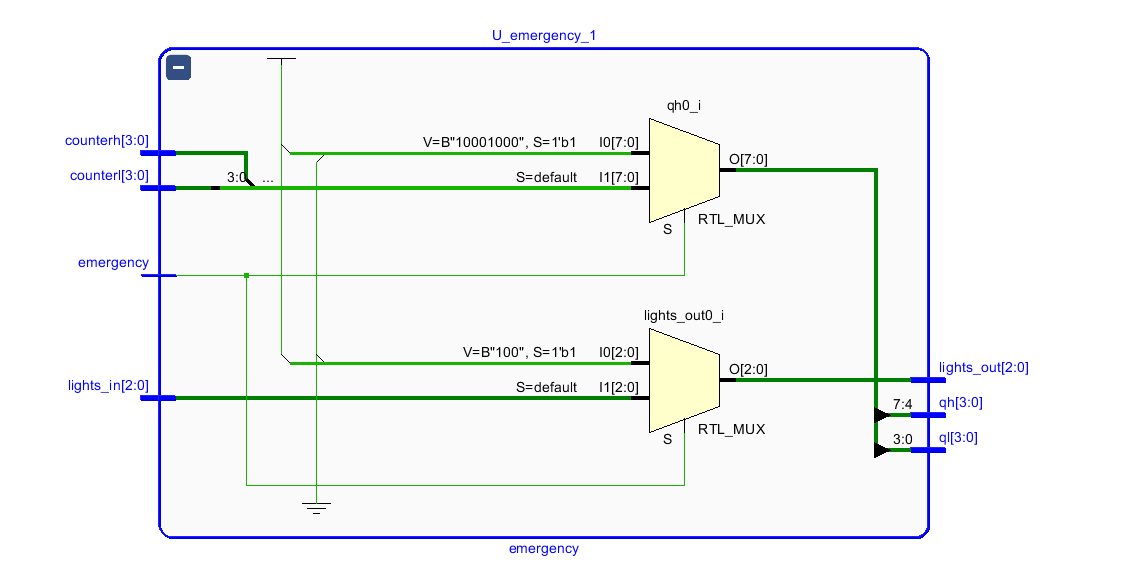 U_emergency_1
qh0_i
counterh[3:0]
V=B"10001000", S=1'b1
I0[7:0]
O[7:0]
counterl[3:0]
3:0
...
S=default
I1[7:0]
RTL_MUX
S
emergency
lights_out0_i
V=B"100", S=1'b1
I0[2:0]
O[2:0]
lights_out[2:0]
lights_in[2:0]
S=default
I1[2:0]
7:4
qh[3:0]
RTL_MUX
S
3:0
ql[3:0]
emergency